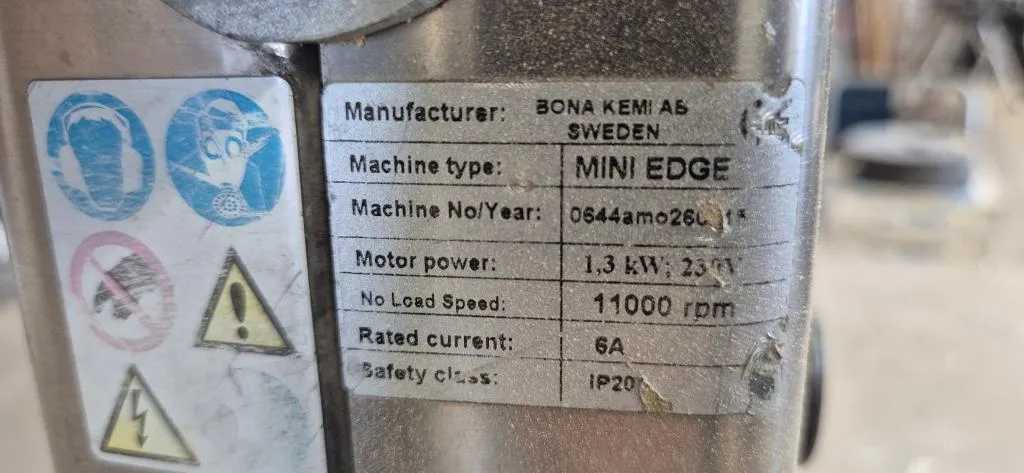 Manufacturer: BONA KEMI AB
SWEDEN
Machine type: MINI EDGE
Machine No/Year:
Motor power: 1,3 kW; 230V
No Load Speed: 11000 rpm
Rated current: 6A
Safety class: IP20